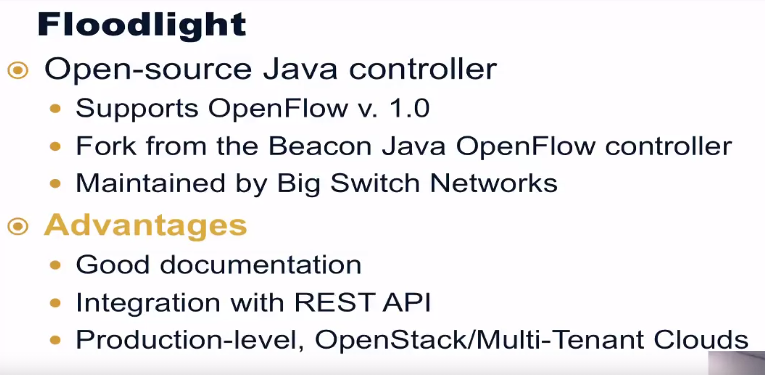 Floodlight
Open-source Java controller
Supports OpenFlow v. 1.0
Fork from the Beacon Java OpenFlow controller
Maintained by Big Switch Networks
Advantages
Good documentation
Integration with REST API
Production-level, OpenStack/Multi-Tenant Clouds